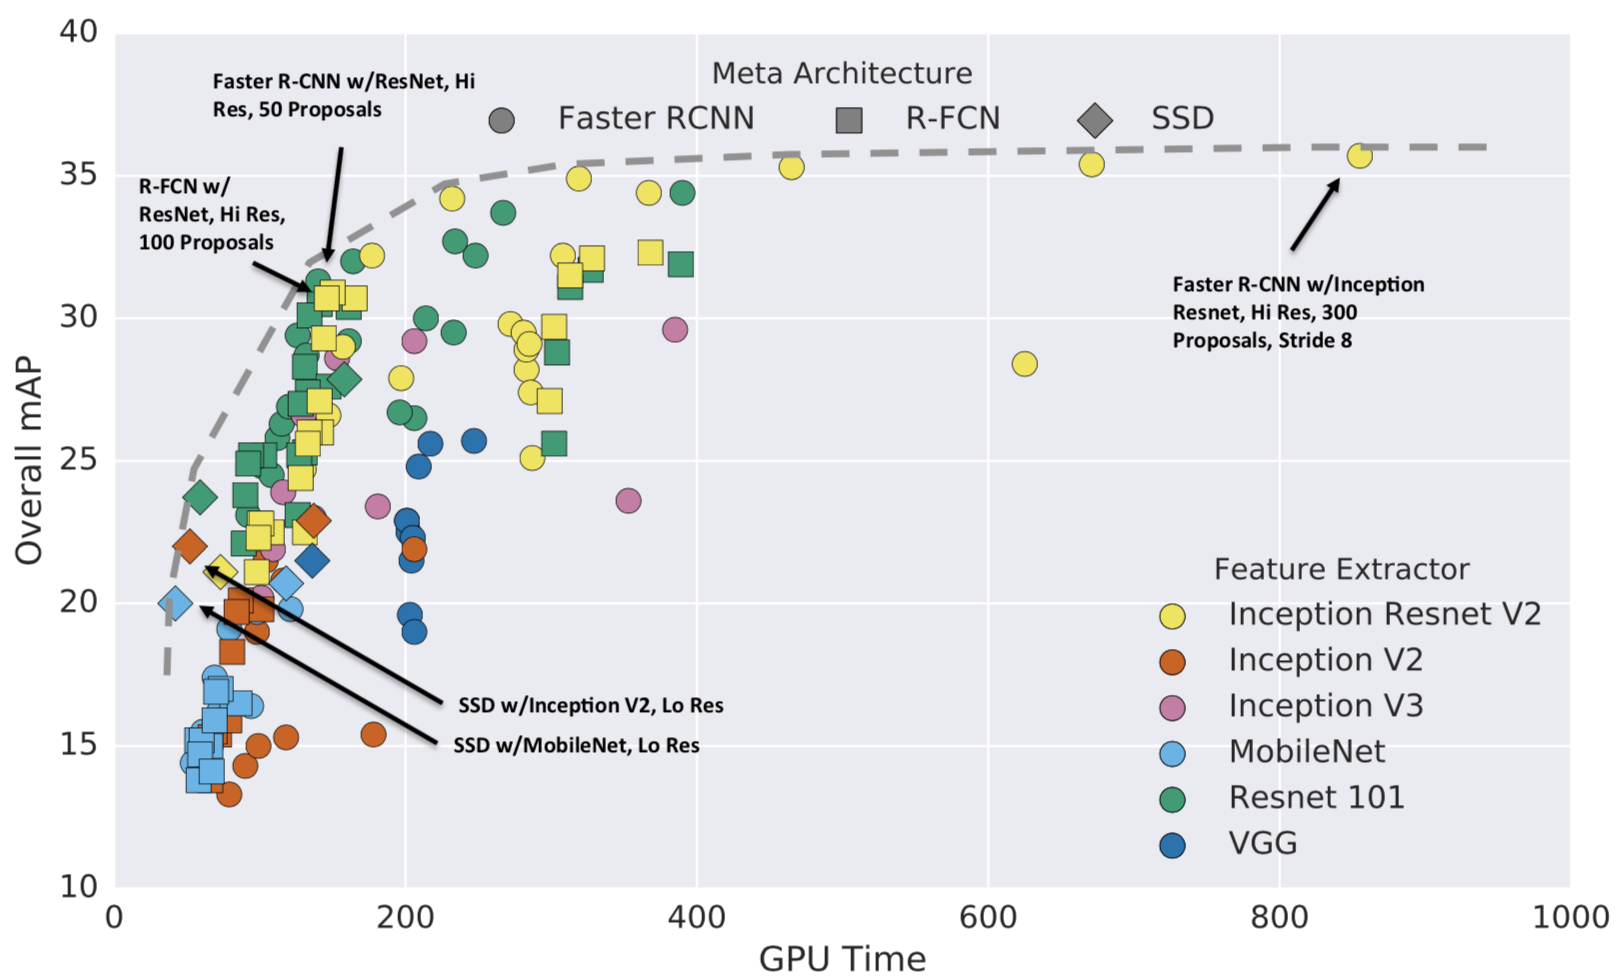 40
35
30
25
20
15
10
Overall mAP
Faster R-CNN w/ResNet, Hi
Res, 50 Proposals
R-FCN w/
ResNet, Hi Res,
100 Proposals
Meta Architecture
Faster RCNN R-FCN SSD
Faster R-CNN w/Inception
Resnet, Hi Res, 300
Proposals, Stride 8
SSD w/Inception V2, Lo Res
SSD w/MobileNet, Lo Res
Feature Extractor
Inception Resnet V2
Inception V2
Inception V3
MobileNet
Resnet 101
VGG
0 200 400 600 800 1000
GPU Time